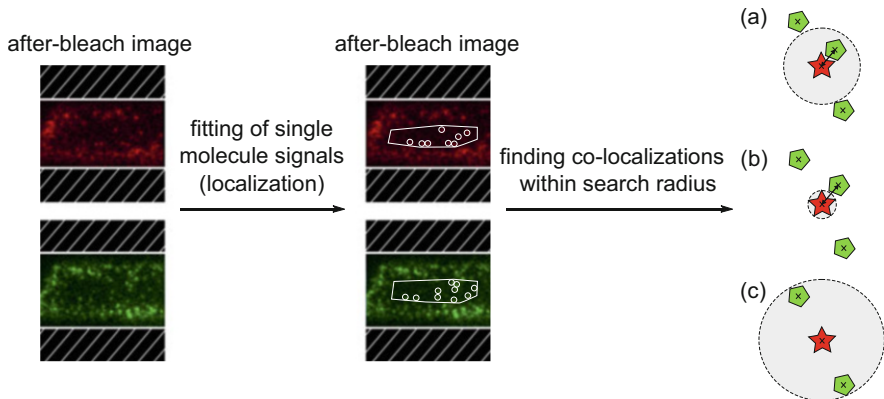 after-bleach image
fitting of single
molecule signals
(localization)
after-bleach image
finding co-localizations
within search radius
(a)
(b)
(c)